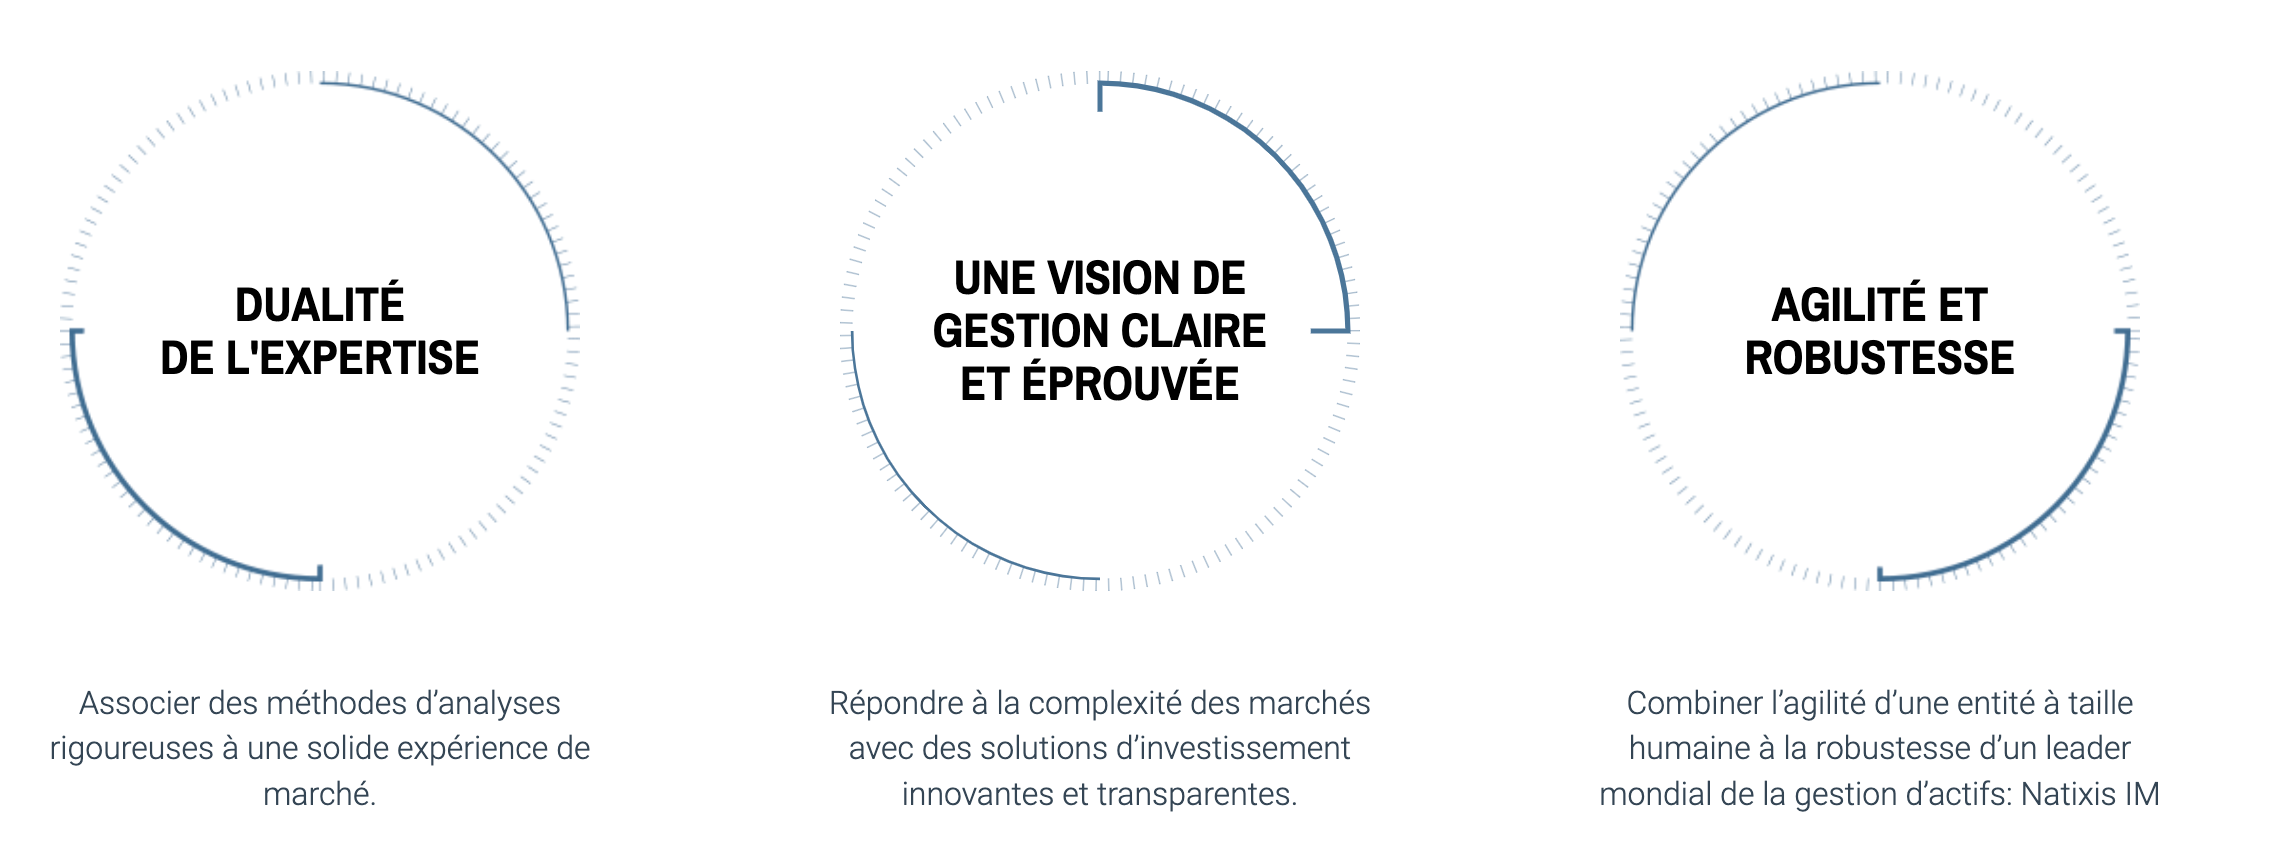 DUALITÉ
DE L'EXPERTISE
Associer des méthodes d’analyses
rigoureuses à une solide expérience de
marché.
UNE VISION DE
GESTION CLAIRE
ET ÉPROUVÉE
Répondre à la complexité des marchés
avec des solutions d’investissement
innovantes et transparentes.
AGILITÉ ET
ROBUSTESSE
Combiner l’agilité d’une entité à taille
humaine à la robustesse d’un leader
mondial de la gestion d’actifs: Natixis IM